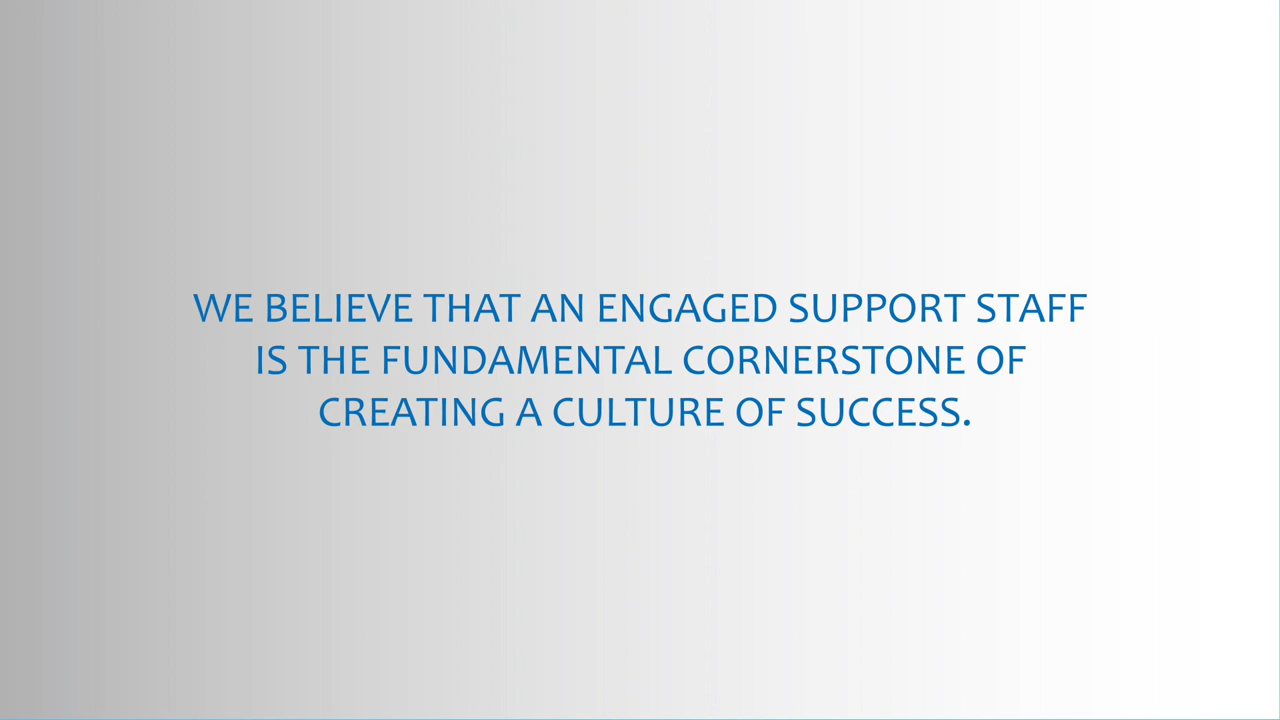 WE BELIEVE THAT AN ENGAGED SUPPORT STAFF
IS THE FUNDAMENTAL CORNERSTONE OF
CREATING A CULTURE OF SUCCESS.